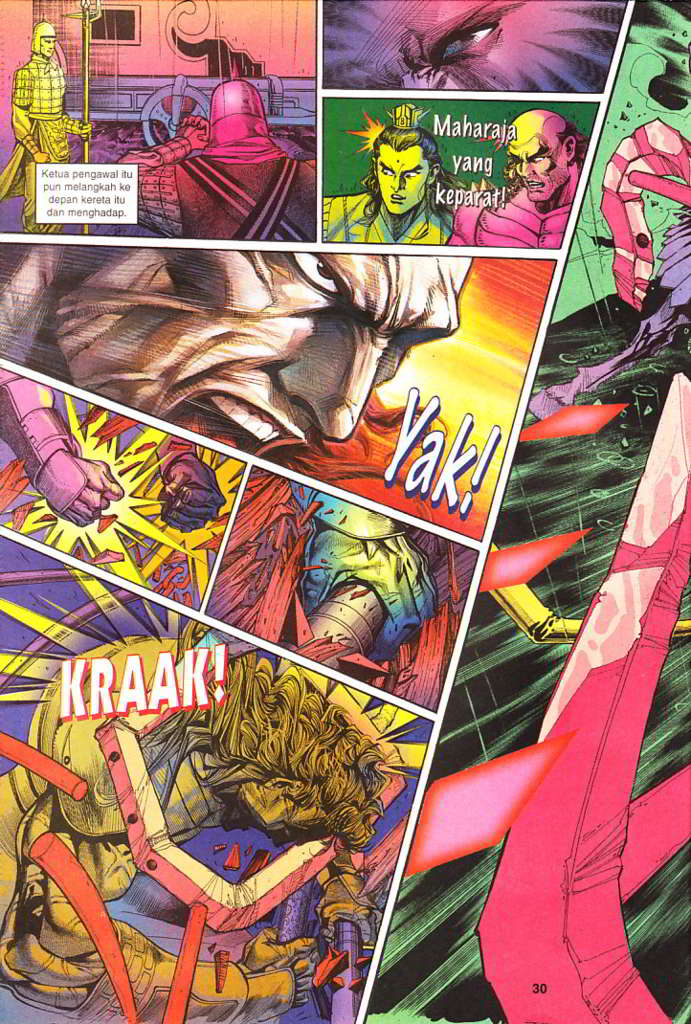 Ketua pengawal itu
pun melangkah ke
depan kereta itu
dan menghadap.
Maharaja
yang
keparat!
Yak!
KRAAK!
30